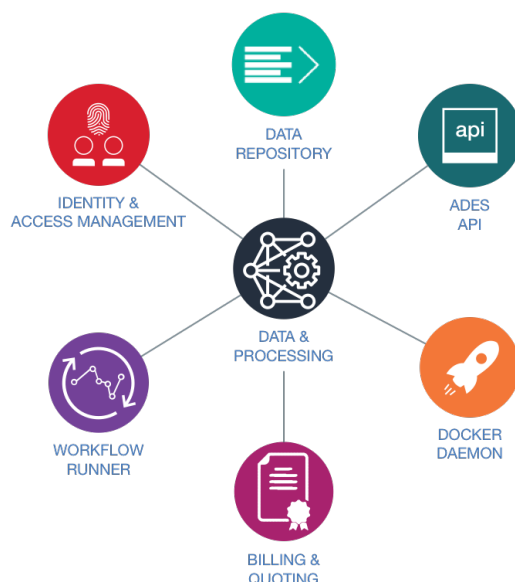 DATA
REPOSITORY
api
IDENTITY &
ACCESS MANAGEMENT
ADES
API
DATA &
PROCESSING
WORKFLOW
RUNNER
DOCKER
DAEMON
BILLING &
QUOTING